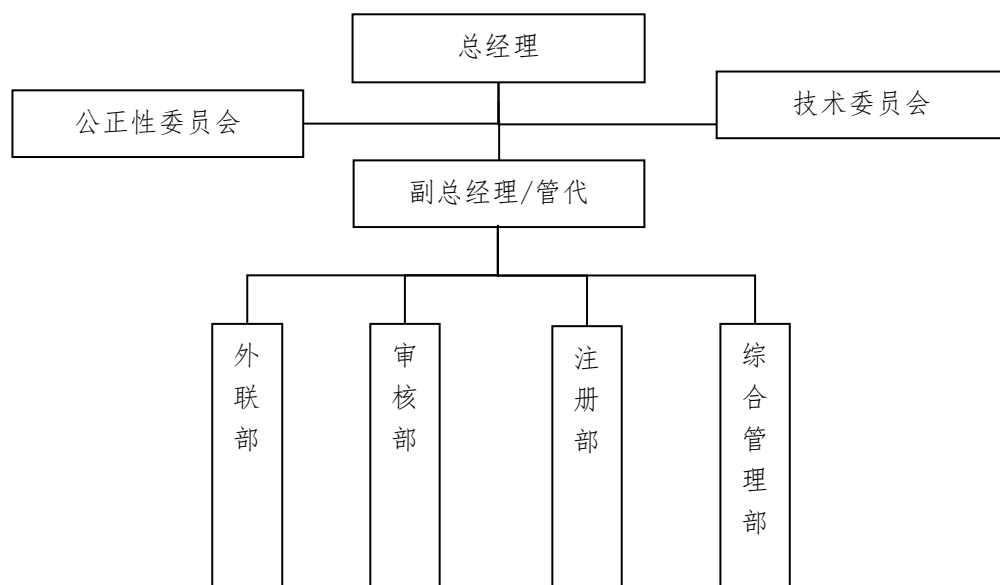 总经理
公正性委员会
技术委员会
副总经理/管代
外联部
审核部
注册部
综合管理部